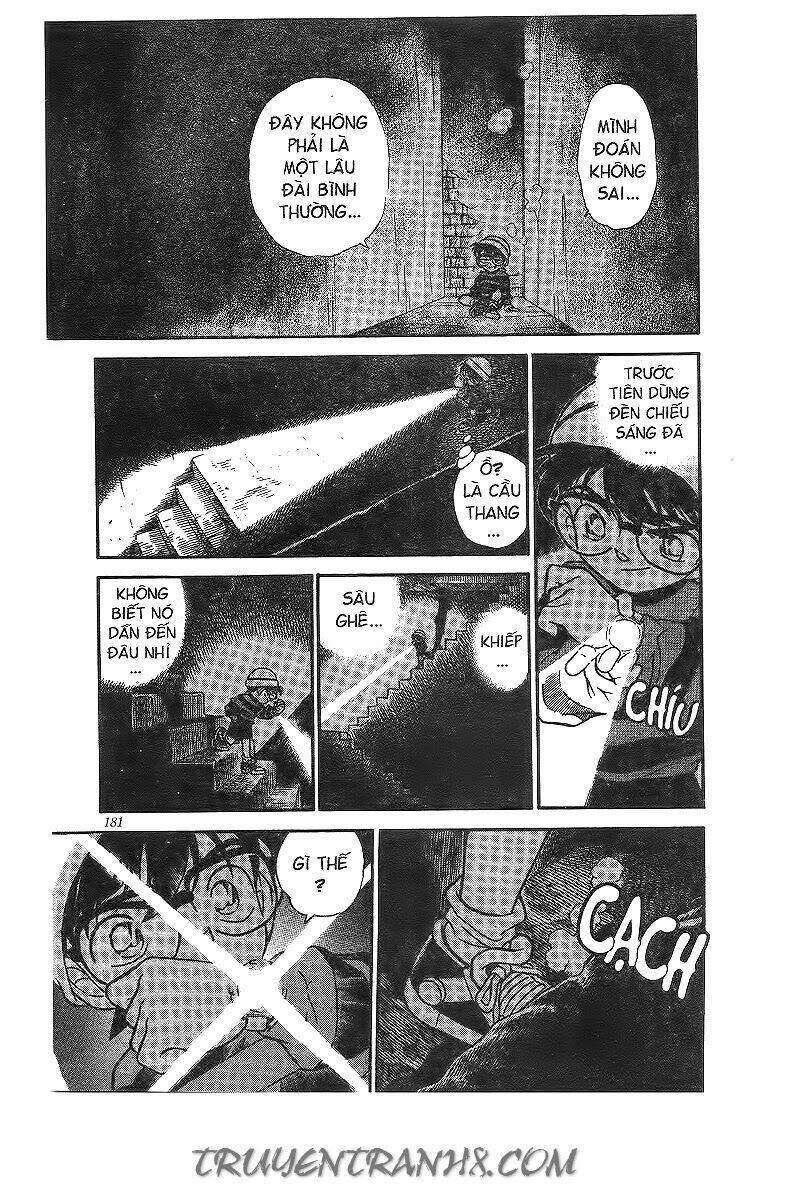 MÌNH
ĐOÁN
KHÔNG
SAI...
ĐÂY KHÔNG
PHẢI LÀ
MỘT LÂU
ĐÀI BÌNH
THƯỜNG...
TRƯỚC
TIÊN DÙNG
ĐÈN CHIẾU
SÁNG ĐÃ
...
CHÍU
Ồ?
LÀ CẦU
THANG
...
KHIẾP
...
SÂU
GHÊ...
KHÔNG
BIẾT NÓ
DẨN ĐẾN
ĐÂU NHỈ
...
181
CẠCH
GÌ THẾ
?
TRUYENTRANH8.COM